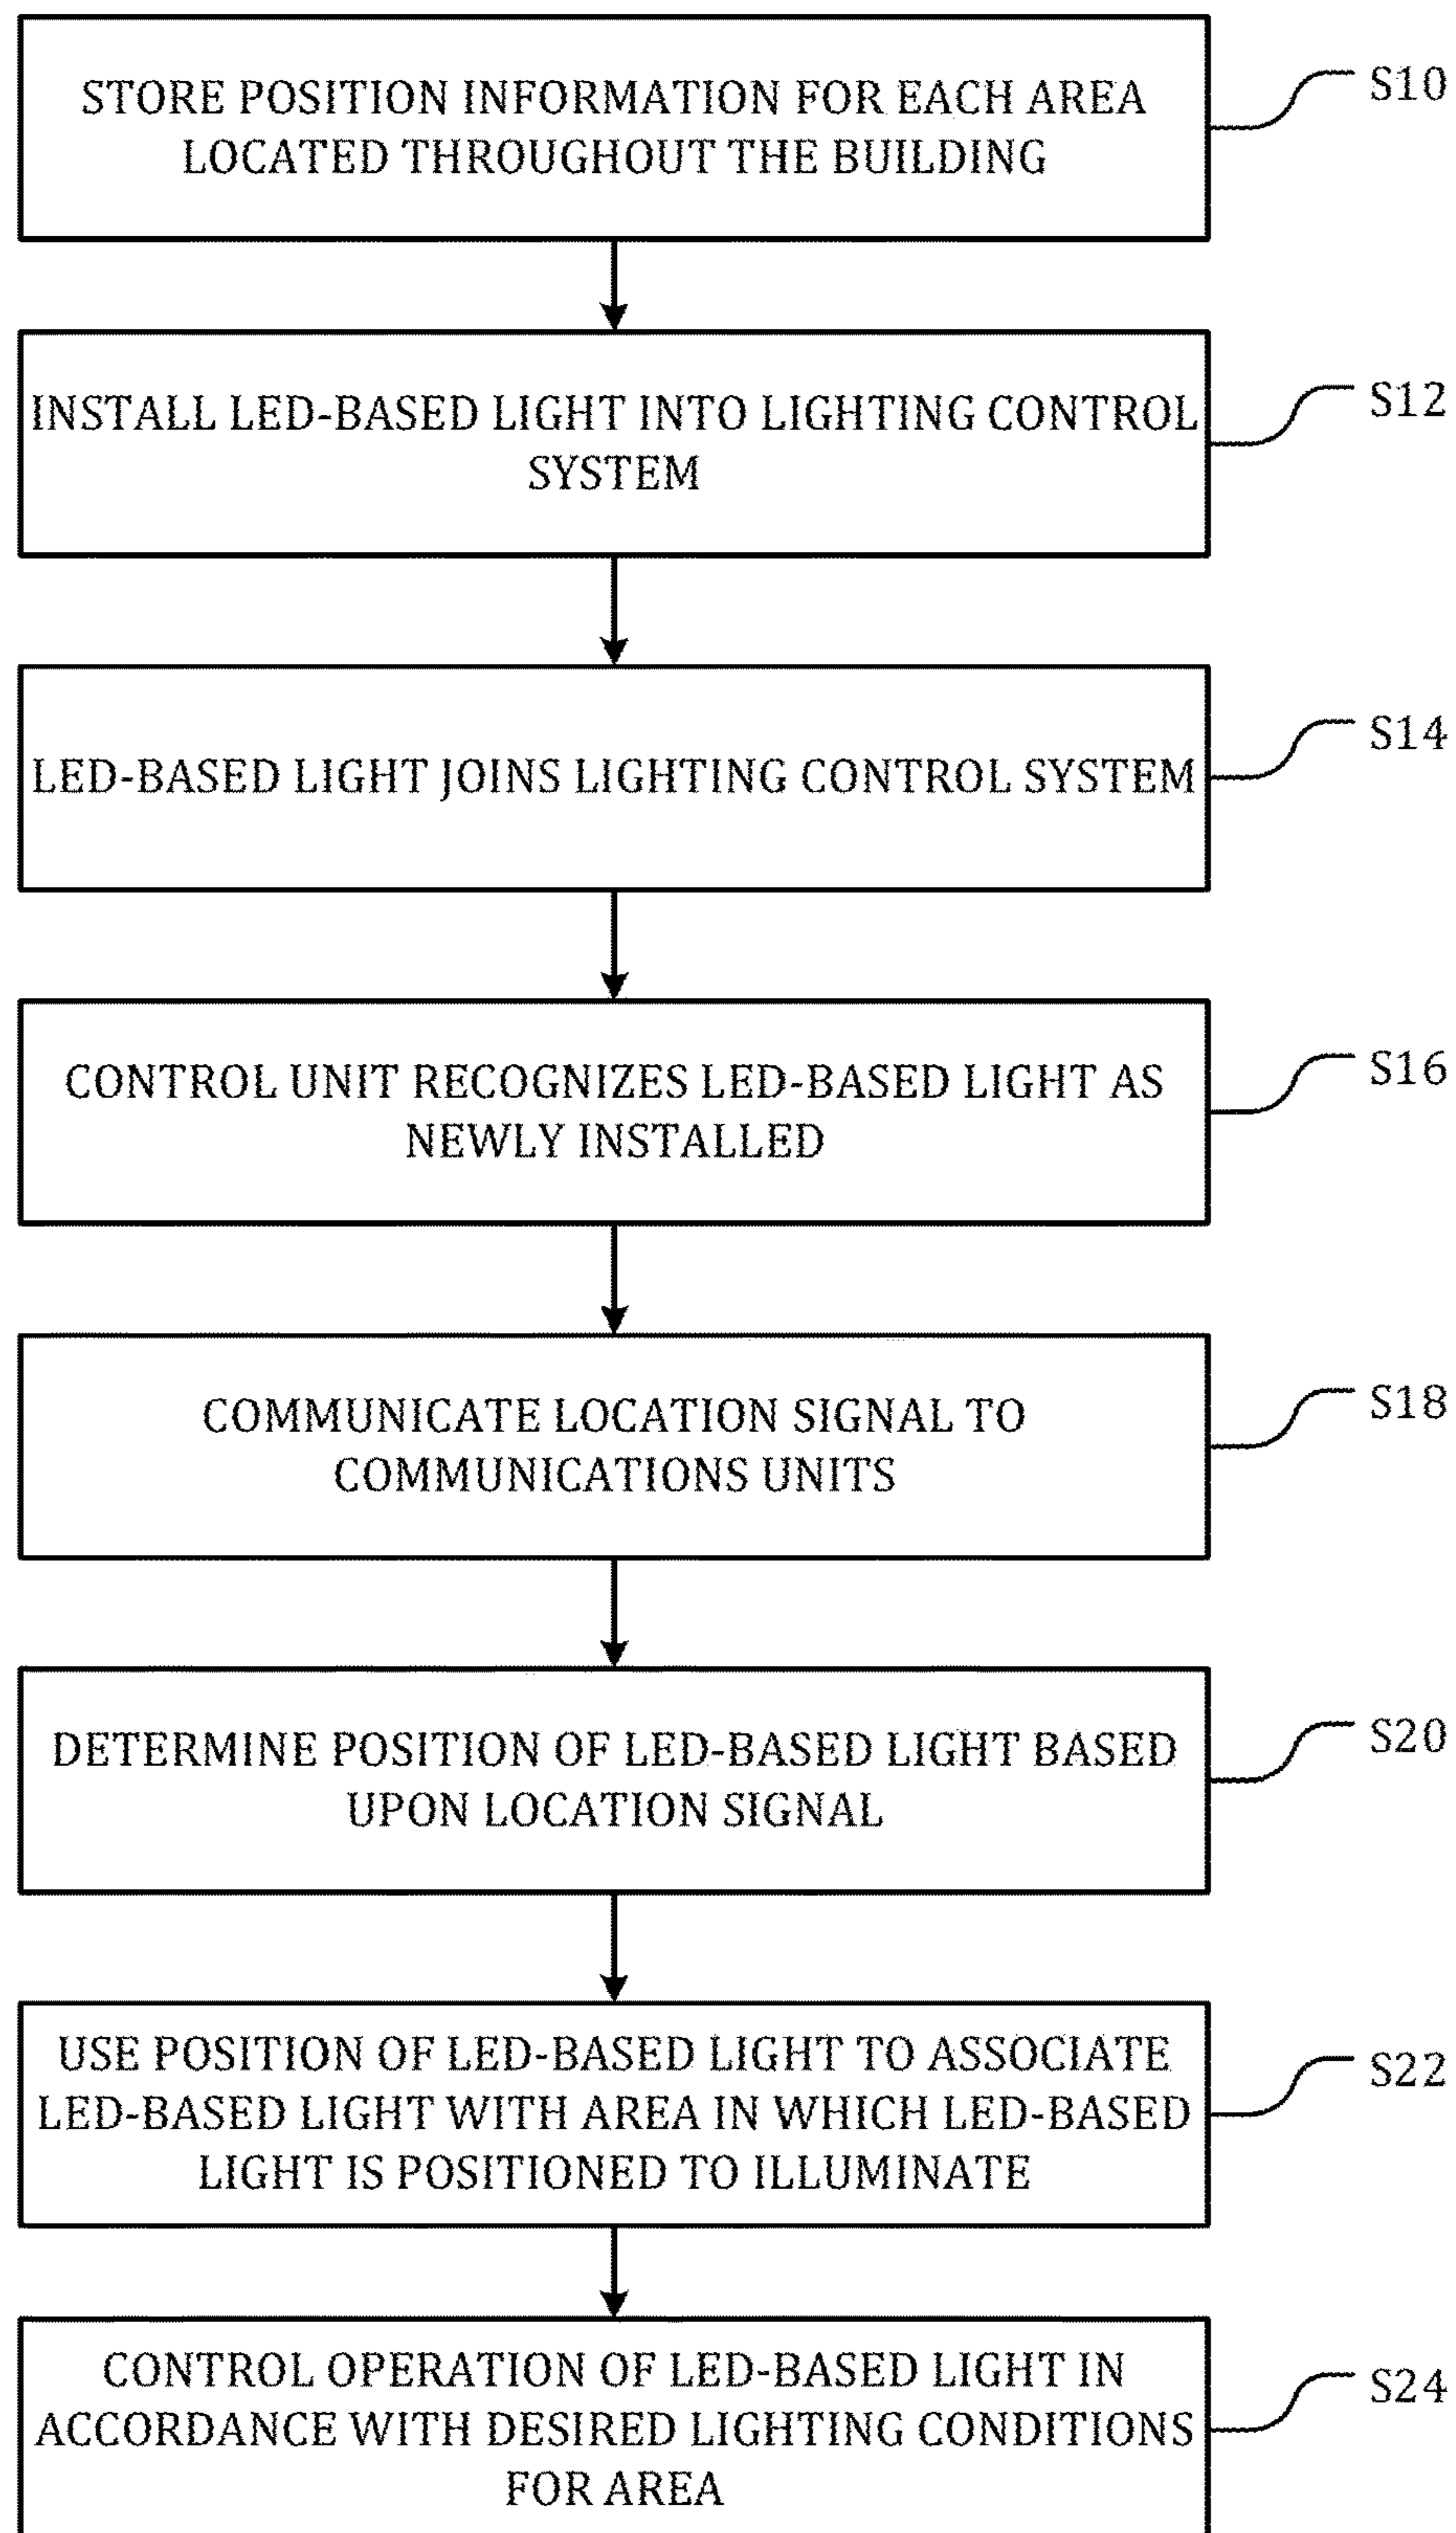 STORE POSITION INFORMATION FOR EACH AREA
LOCATED THROUGHOUT THE BUILDING
S10
INSTALL LED-BASED LIGHT INTO LIGHTING CONTROL
SYSTEM
S12
LED-BASED LIGHT JOINS LIGHTING CONTROL SYSTEM
S14
CONTROL UNIT RECOGNIZES LED-BASED LIGHT AS
NEWLY INSTALLED
S16
COMMUNICATE LOCATION SIGNAL TO
COMMUNICATIONS UNITS
S18
DETERMINE POSITION OF LED-BASED LIGHT BASED
UPON LOCATION SIGNAL
S20
USE POSITION OF LED-BASED LIGHT TO ASSOCIATE
LED-BASED LIGHT WITH AREA IN WHICH LED-BASED
LIGHT IS POSITIONED TO ILLUMINATE
S22
CONTROL OPERATION OF LED-BASED LIGHT IN
ACCORDANCE WITH DESIRED LIGHTING CONDITIONS
FOR AREA
S24